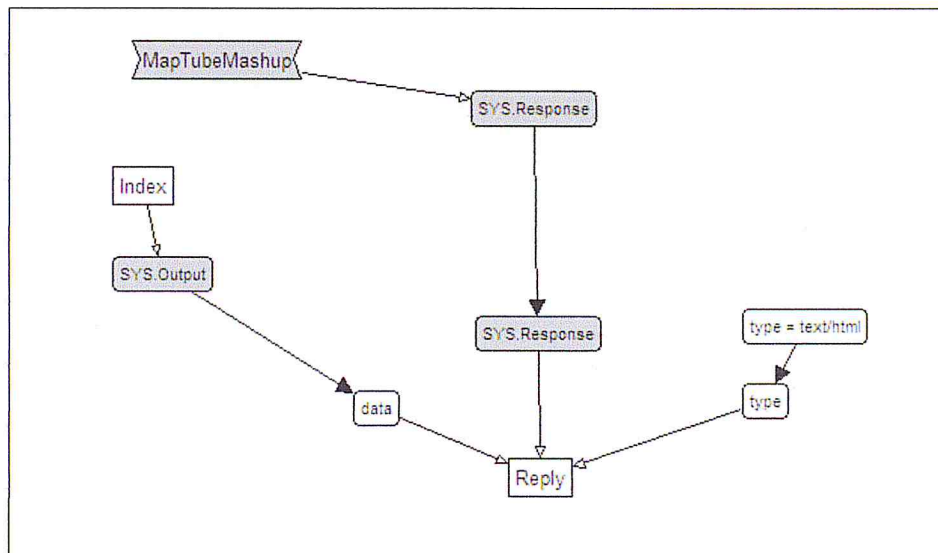 MapTubeMashup
SYS.Response
Index
SYS.Output
SYS.Response
type = text/html
data
type
Reply